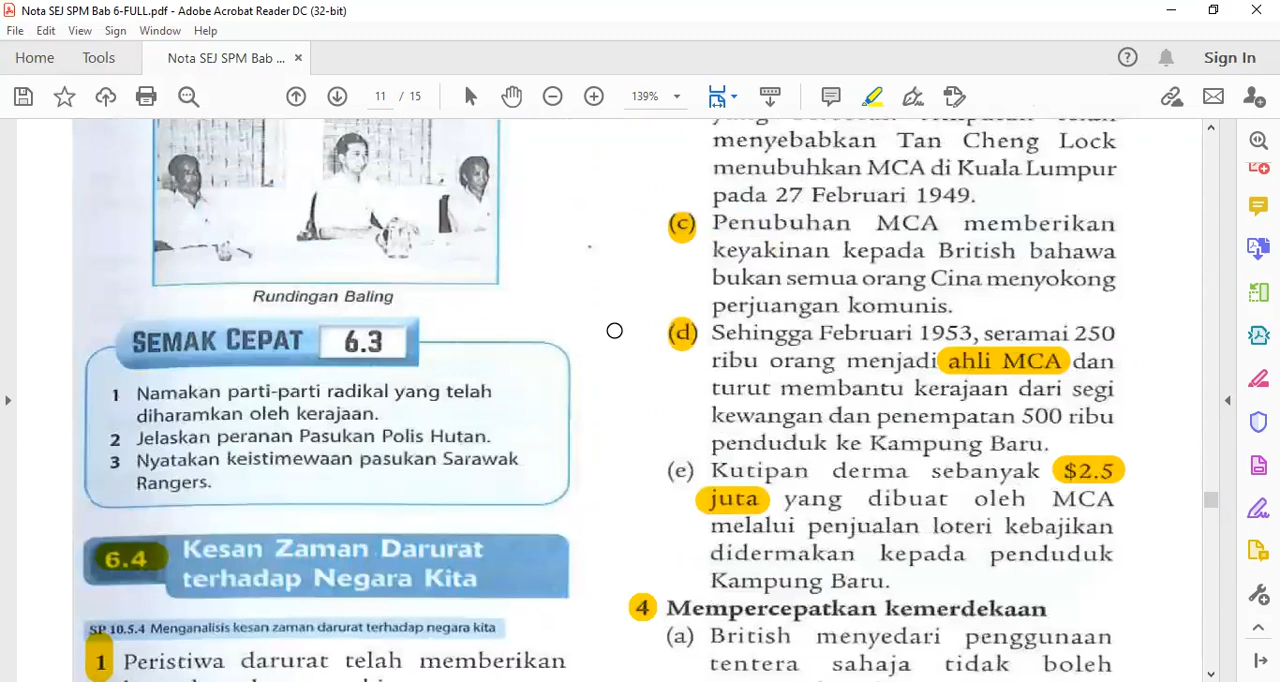 Nota SEJ SPM Bab 6-FULL.pdf - Adobe Acrobat Reader DC (32-bit)
File Edit View Sign Window Help
Home Tools Nota SEJ SPM Bab ... × Sign In
11 / 15 139%
Rundingan Baling
SEMAK CEPAT 6.3
1 Namakan parti-parti radikal yang telah
diharamkan oleh kerajaan.
2 Jelaskan peranan Pasukan Polis Hutan.
3 Nyatakan keistimewaan pasukan Sarawak
Rangers.
6.4 Kesan Zaman Darurat
terhadap Negara Kita
SP 10.5.4 Menganalisis kesan zaman darurat terhadap negara kita
1 Peristiwa darurat telah memberikan
menyebabkan Tan Cheng Lock
menubuhkan MCA di Kuala Lumpur
pada 27 Februari 1949.
(c) Penubuhan MCA memberikan
keyakinan kepada British bahawa
bukan semua orang Cina menyokong
perjuangan komunis.
(d) Sehingga Februari 1953, seramai 250
ribu orang menjadi ahli MCA dan
turut membantu kerajaan dari segi
kewangan dan penempatan 500 ribu
penduduk ke Kampung Baru.
(e) Kutipan derma sebanyak $2.5
juta yang dibuat oleh MCA
melalui penjualan loteri kebajikan
didermakan kepada penduduk
Kampung Baru.
4 Mempercepatkan kemerdekaan
(a) British menyedari penggunaan
tentera sahaja tidak boleh